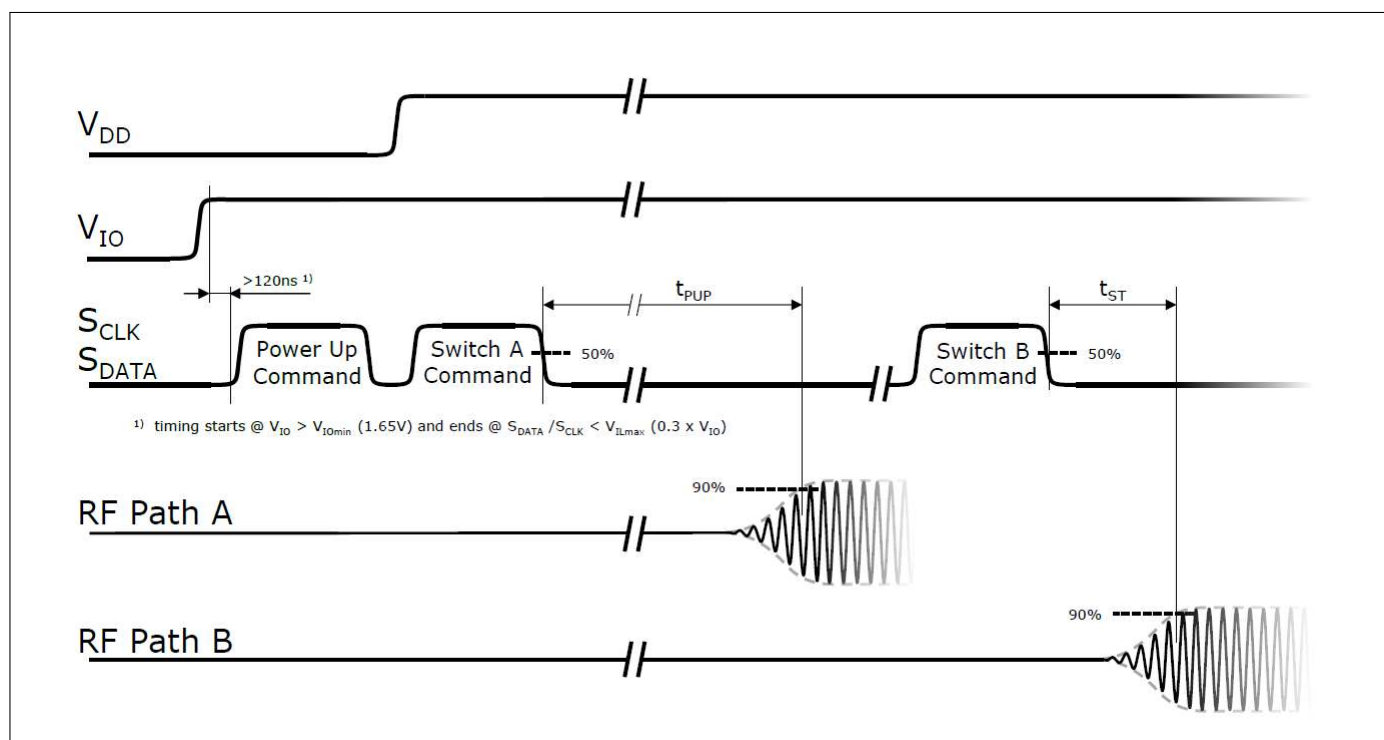 VDD
VIO
>120ns 1)
tPUP
tST
SCLK
SDATA
Power Up
Command
Switch A
Command
50%
Switch B
Command
50%
1) timing starts @ VIO > VIOmin (1.65V) and ends @ SDATA /SCLK < VILmax (0.3 x VIO)
90%
RF Path A
90%
RF Path B